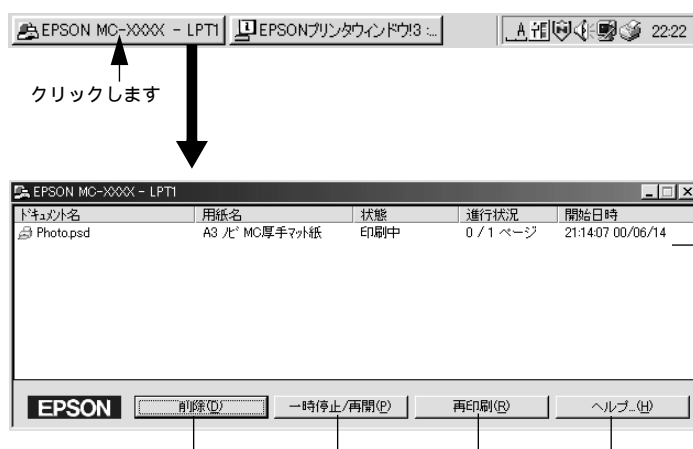 EPSON MC-XXXX - LPT1 EPSONプリンタウィンドウ!3 :... A 22:22
クリックします
EPSON MC-XXXX - LPT1
ドキュメント名 用紙名 状態 進行状況 開始日時
Photo.psd A3 ノビ MC厚手マット紙 印刷中 0 / 1 ページ 21:14:07 00/06/14
EPSON 削除(D) 一時停止/再開(P) 再印刷(R) ヘルプ...(H)